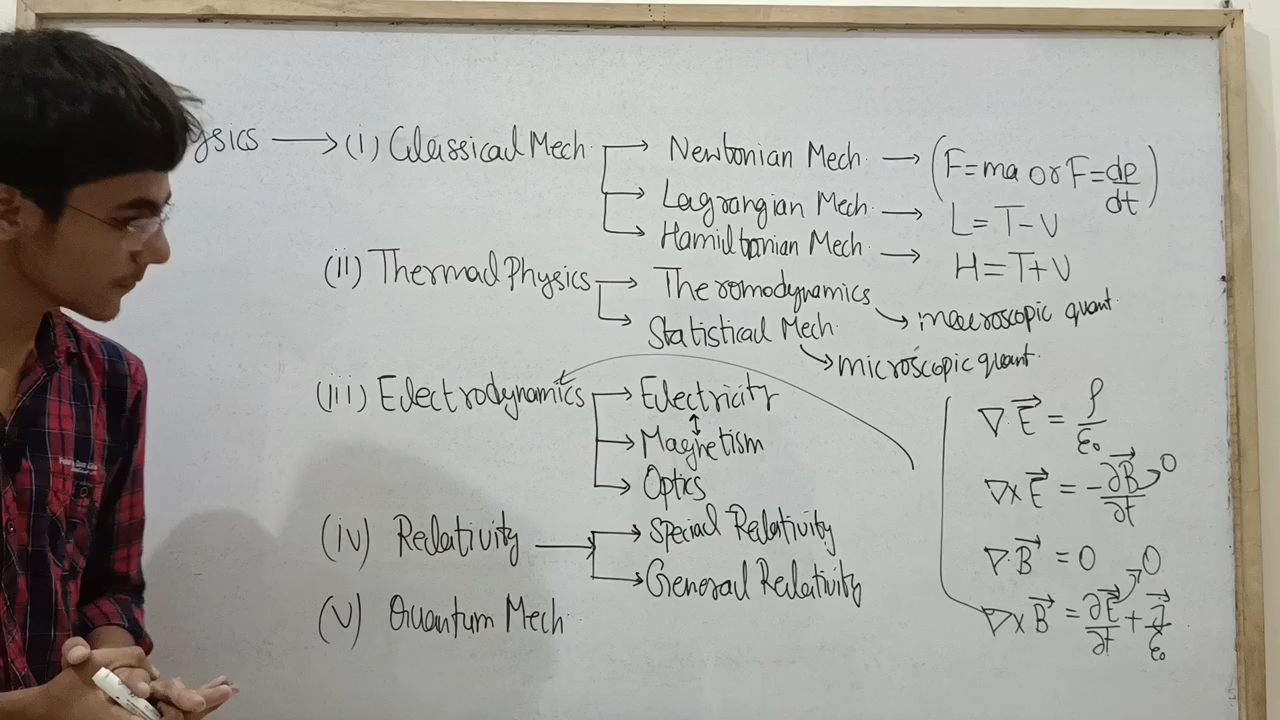 ysics → (i) Classical Mech. → Newtonian Mech. → (F=ma or F=dp/dt)
→ Lagrangian Mech. → L=T-V
→ Hamiltonian Mech. → H=T+V
(ii) Thermal Physics → Theromodynamics → macroscopic quant.
→ Statistical Mech. → microscopic quant.
(iii) Electrodynamics → Electricity
↕
→ Magnetism
→ Optics
∇·E⃗ = ρ/ε₀
∇×E⃗ = -∂B⃗/∂t → 0
∇·B⃗ = 0
∇×B⃗ = ∂E⃗/∂t + J⃗/ε₀ → 0
(iv) Relativity → Special Relativity
→ General Relativity
(v) Quantum Mech.